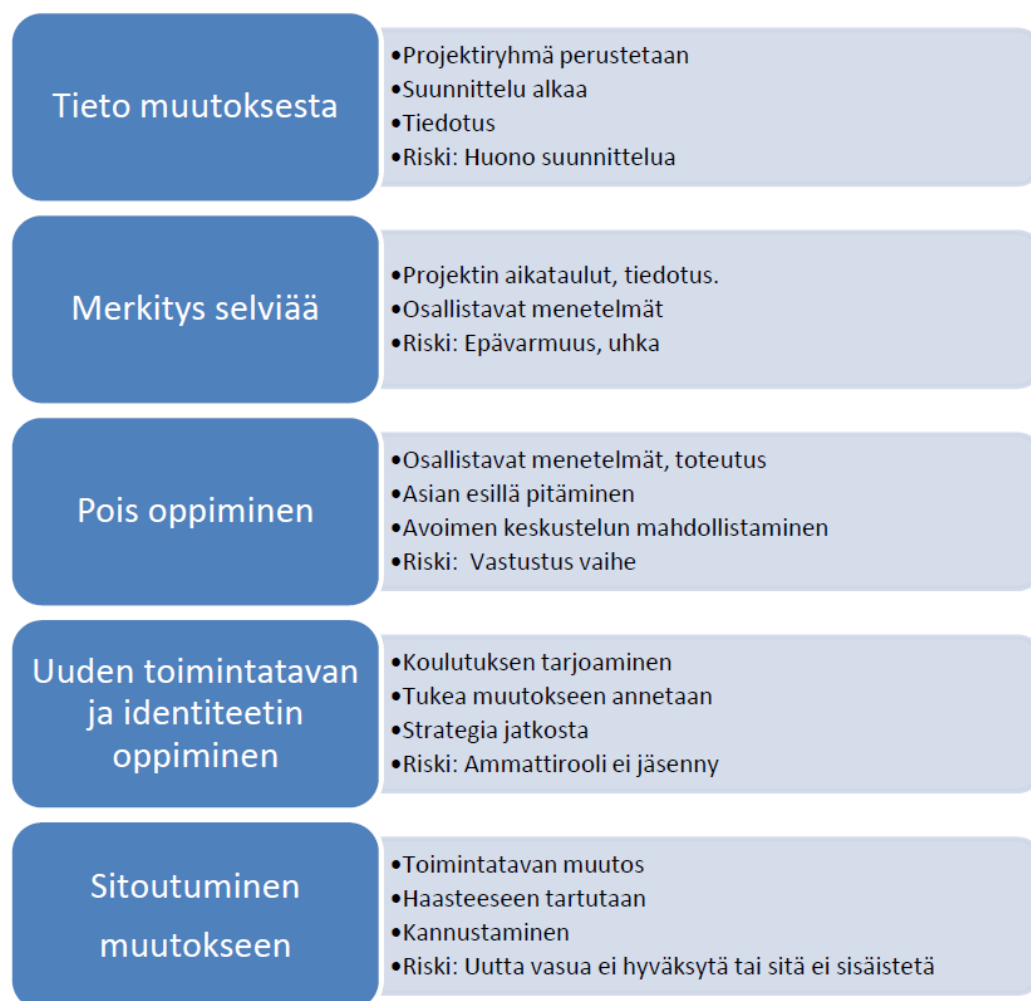 Tieto muutoksesta
•Projektiryhmä perustetaan
•Suunnittelu alkaa
•Tiedotus
•Riski: Huono suunnittelua
Merkitys selviää
•Projektin aikataulut, tiedotus.
•Osallistavat menetelmät
•Riski: Epävarmuus, uhka
Pois oppiminen
•Osallistavat menetelmät, toteutus
•Asian esillä pitäminen
•Avoimen keskustelun mahdollistaminen
•Riski: Vastustus vaihe
Uuden toimintatavan
ja identiteetin
oppiminen
•Koulutuksen tarjoaminen
•Tukea muutokseen annetaan
•Strategia jatkosta
•Riski: Ammattirooli ei jäsenny
Sitoutuminen
muutokseen
•Toimintatavan muutos
•Haasteeseen tartutaan
•Kannustaminen
•Riski: Uutta vasua ei hyväksytä tai sitä ei sisäistetä